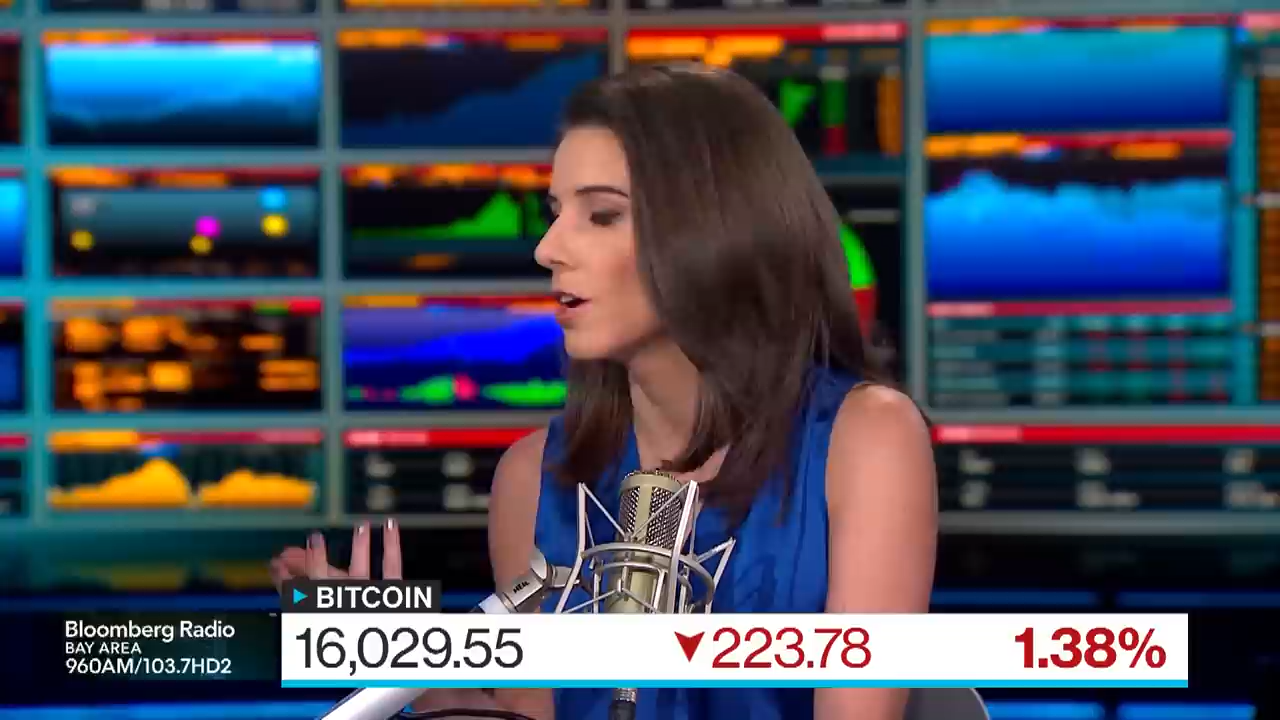 BITCOIN
Bloomberg Radio
BAY AREA
960AM/103.7HD2
16,029.55 ▼223.78 1.38%